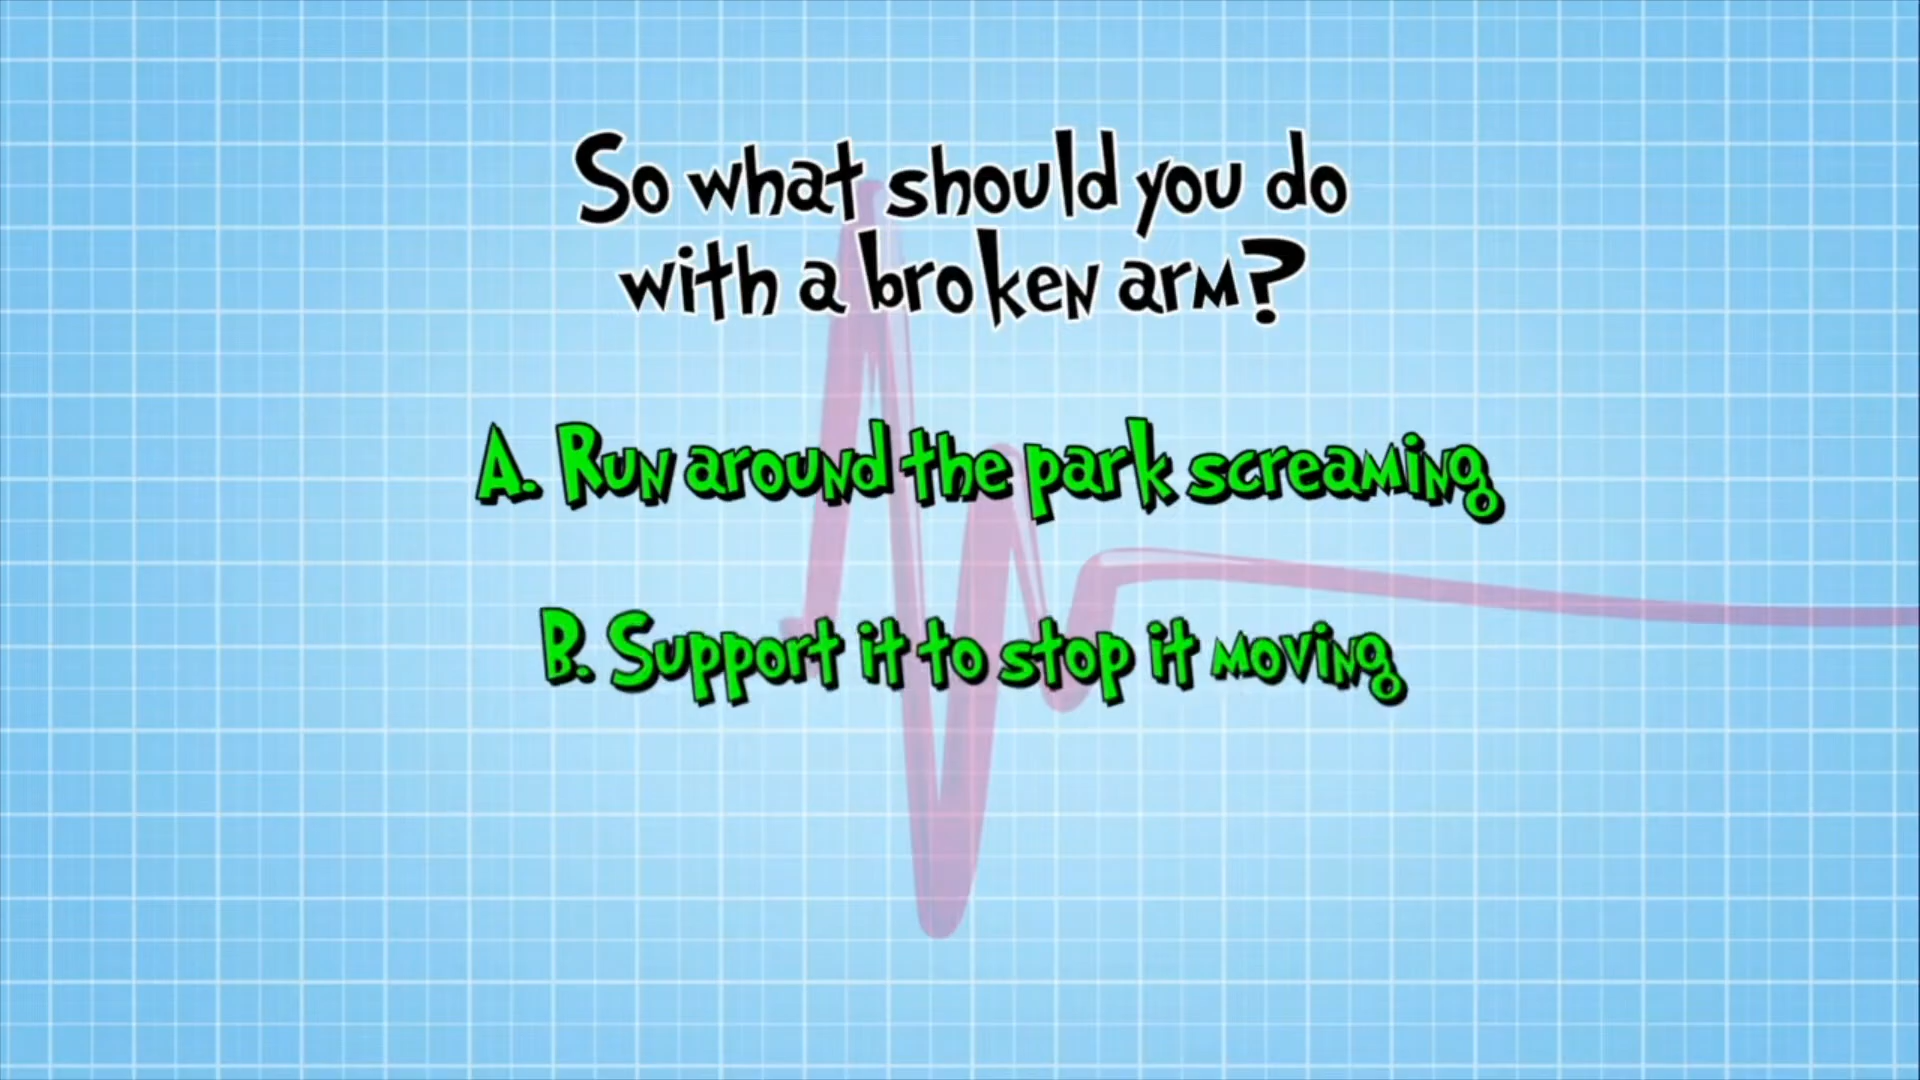 So what should you do
with a broken arm?
A. Run around the park screaming
B. Support it to stop it moving